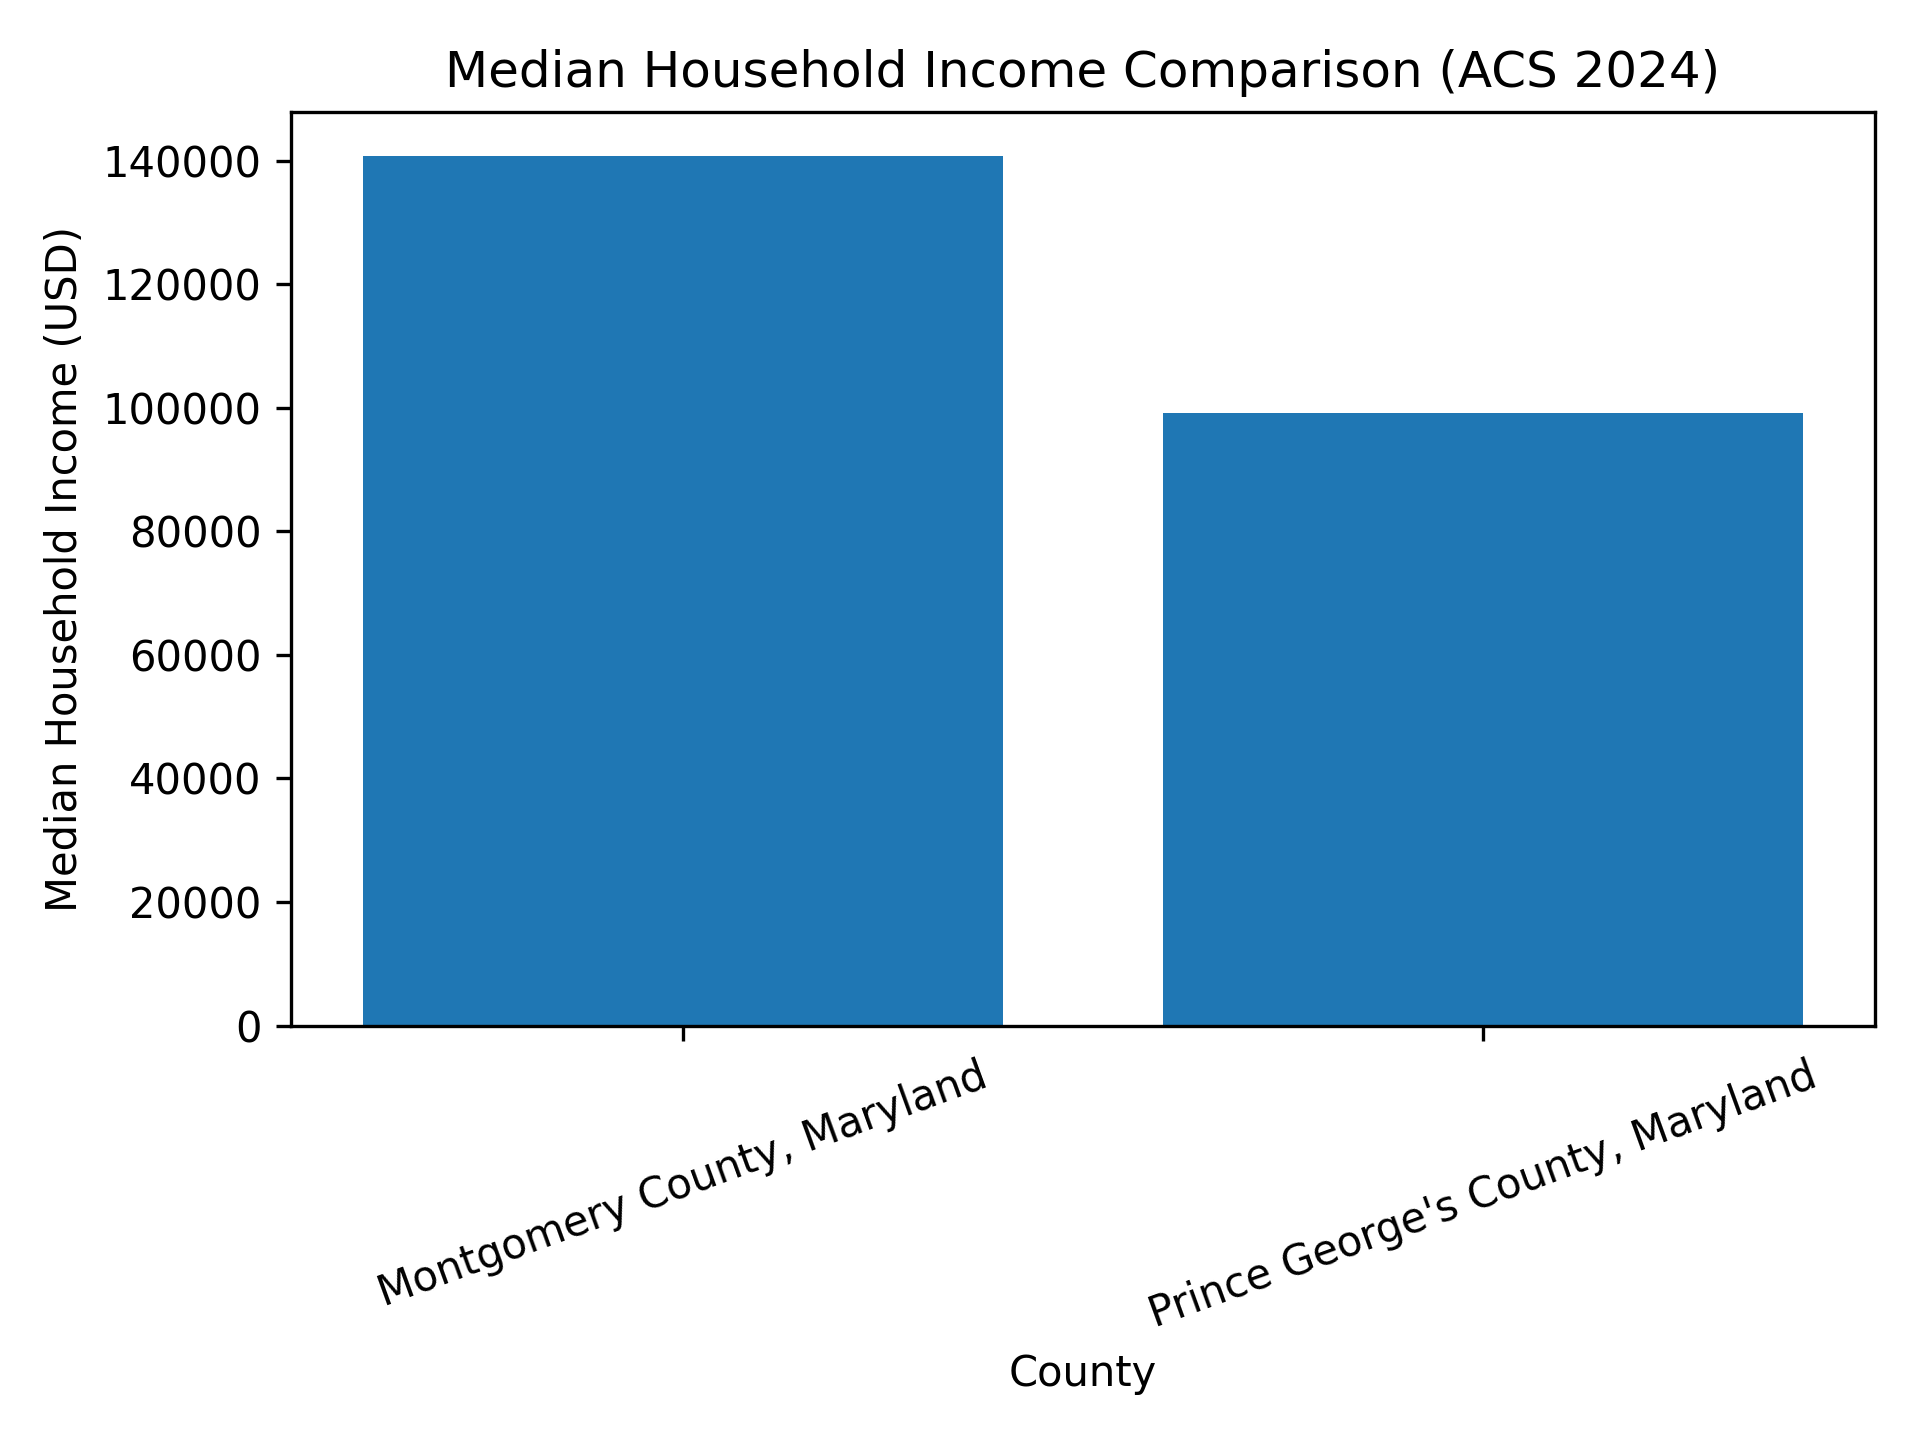 Median Household Income Comparison (ACS 2024)
Median Household Income (USD)
140000
120000
100000
80000
60000
40000
20000
0
Montgomery County, Maryland
Prince George's County, Maryland
County